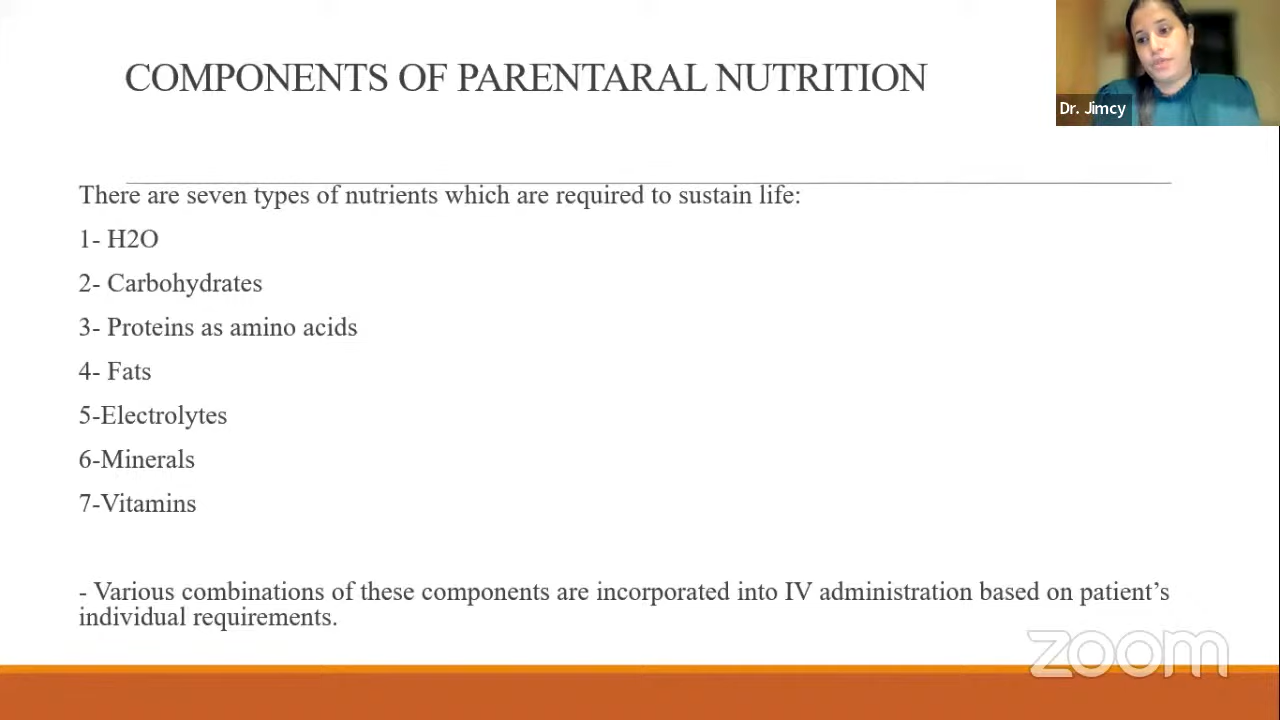 COMPONENTS OF PARENTARAL NUTRITION
Dr. Jimcy
There are seven types of nutrients which are required to sustain life:
1- H2O
2- Carbohydrates
3- Proteins as amino acids
4- Fats
5-Electrolytes
6-Minerals
7-Vitamins
- Various combinations of these components are incorporated into IV administration based on patient’s
individual requirements.
zoom